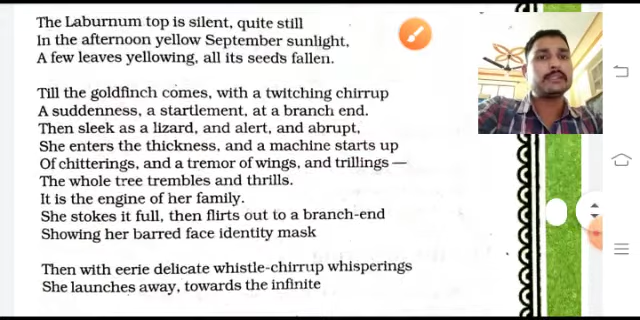 The Laburnum top is silent, quite still
In the afternoon yellow September sunlight,
A few leaves yellowing, all its seeds fallen.
Till the goldfinch comes, with a twitching chirrup
A suddenness, a startlement, at a branch end.
Then sleek as a lizard, and alert, and abrupt,
She enters the thickness, and a machine starts up
Of chitterings, and a tremor of wings, and trillings —
The whole tree trembles and thrills.
It is the engine of her family.
She stokes it full, then flirts out to a branch-end
Showing her barred face identity mask
Then with eerie delicate whistle-chirrup whisperings
She launches away, towards the infinite